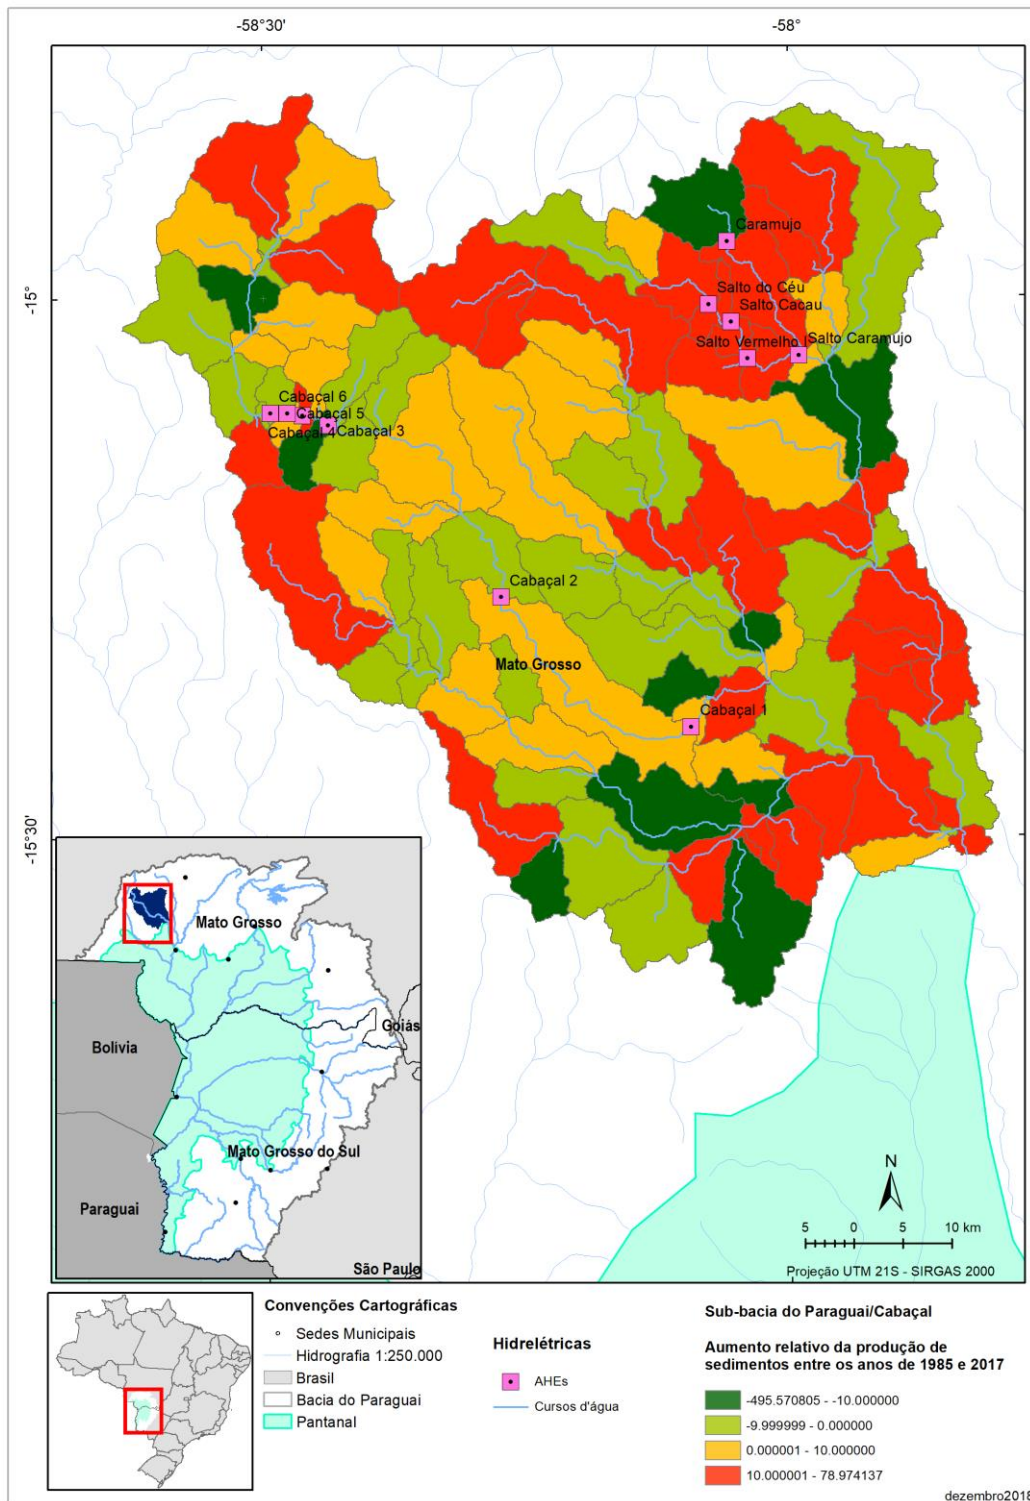 -58°30'
-58°
-15°
-15°30'
Caramujo
Salto do Céu
Salto Cacau
Salto Vermelho I
Salto Caramujo
Cabaçal 6
Cabaçal 5
Cabaçal 4
Cabaçal 3
Cabaçal 2
Mato Grosso
Cabaçal 1
Mato Grosso
Goiás
Bolívia
Mato Grosso do Sul
Paraguai
São Paulo
N
5 0 5 10 km
Projeção UTM 21S - SIRGAS 2000
Convenções Cartográficas
Sedes Municipais
Hidrografia 1:250.000
Brasil
Bacia do Paraguai
Pantanal
Hidrelétricas
AHEs
Cursos d'água
Sub-bacia do Paraguai/Cabaçal
Aumento relativo da produção de
sedimentos entre os anos de 1985 e 2017
-495.570805 - -10.000000
-9.999999 - 0.000000
0.000001 - 10.000000
10.000001 - 78.974137
dezembro2018